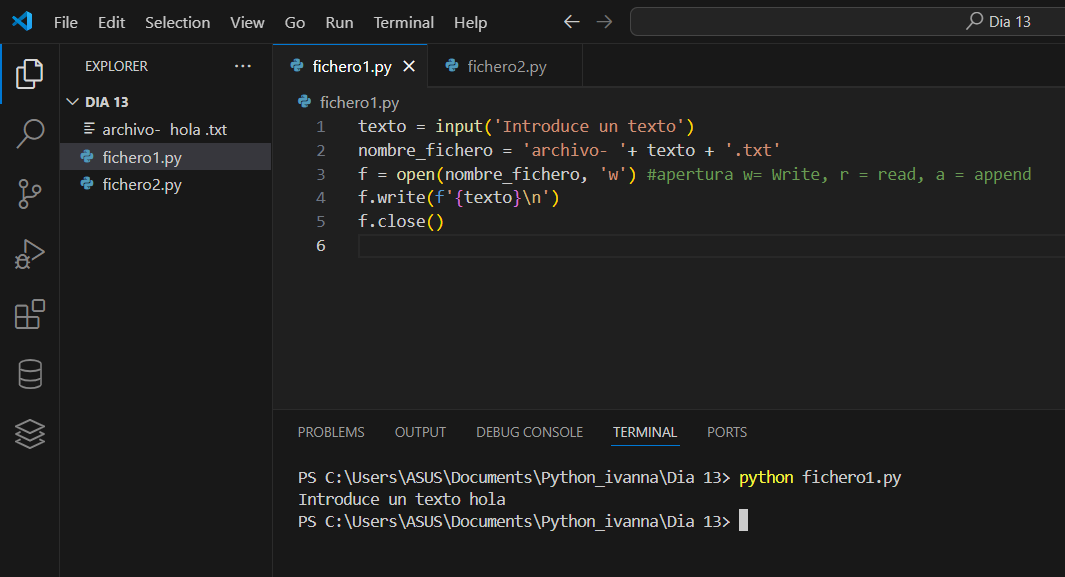 File Edit Selection View Go Run Terminal Help
Dia 13
EXPLORER ...
DIA 13
archivo-  hola .txt
fichero1.py
fichero2.py
fichero1.py
fichero2.py
fichero1.py
1 texto = input('Introduce un texto')
2 nombre_fichero = 'archivo- '+ texto + '.txt'
3 f = open(nombre_fichero, 'w') #apertura w= Write, r = read, a = append
4 f.write(f'{texto}\n')
5 f.close()
6
PROBLEMS OUTPUT DEBUG CONSOLE TERMINAL PORTS
PS C:\Users\ASUS\Documents\Python_ivanna\Dia 13> python fichero1.py
Introduce un texto hola
PS C:\Users\ASUS\Documents\Python_ivanna\Dia 13>